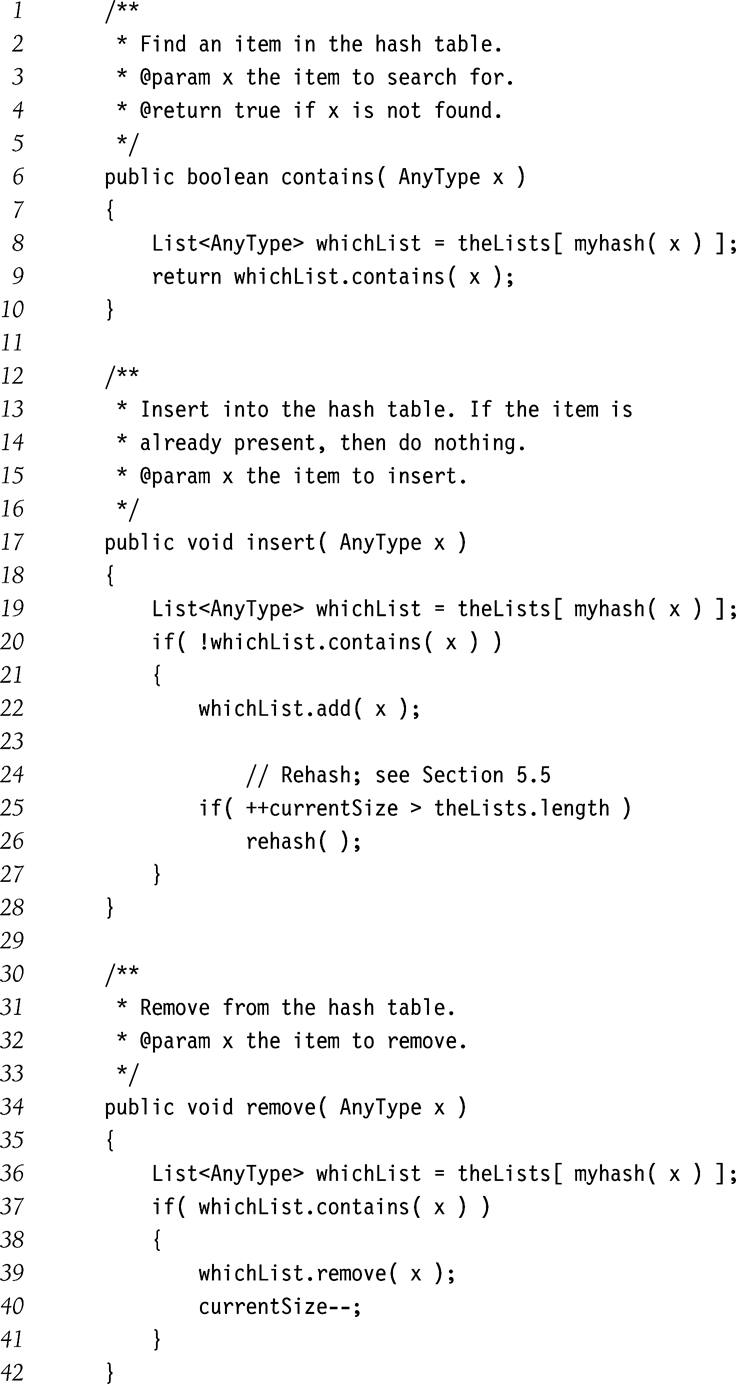 1 /**
2 * Find an item in the hash table.
3 * @param x the item to search for.
4 * @return true if x is not found.
5 */
6 public boolean contains( AnyType x )
7 {
8 List<AnyType> whichList = theLists[ myhash( x ) ];
9 return whichList.contains( x );
10 }
11
12 /**
13 * Insert into the hash table. If the item is
14 * already present, then do nothing.
15 * @param x the item to insert.
16 */
17 public void insert( AnyType x )
18 {
19 List<AnyType> whichList = theLists[ myhash( x ) ];
20 if( !whichList.contains( x ) )
21 {
22 whichList.add( x );
23
24 // Rehash; see Section 5.5
25 if( ++currentSize > theLists.length )
26 rehash( );
27 }
28 }
29
30 /**
31 * Remove from the hash table.
32 * @param x the item to remove.
33 */
34 public void remove( AnyType x )
35 {
36 List<AnyType> whichList = theLists[ myhash( x ) ];
37 if( whichList.contains( x ) )
38 {
39 whichList.remove( x );
40 currentSize--;
41 }
42 }